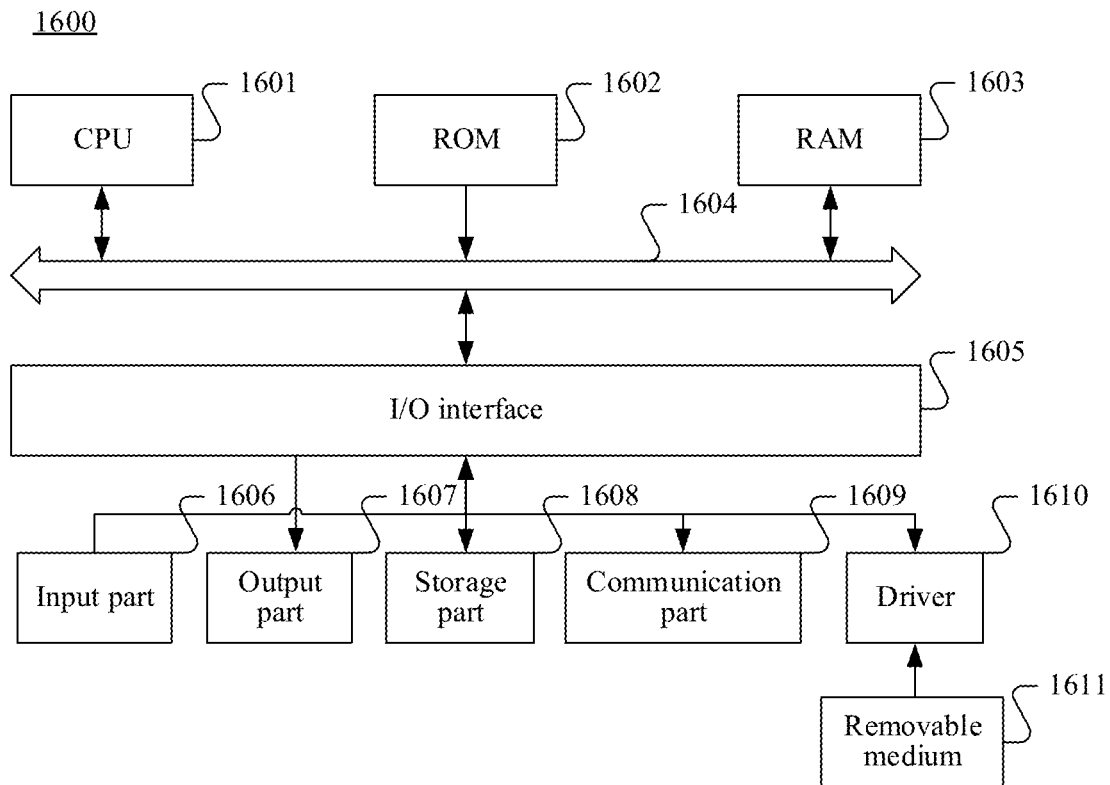 1600
1601
1602
1603
CPU
ROM
RAM
1604
1605
I/O interface
1606
1607
1608
1609
1610
Input part
Output
part
Storage
part
Communication
part
Driver
1611
Removable
medium